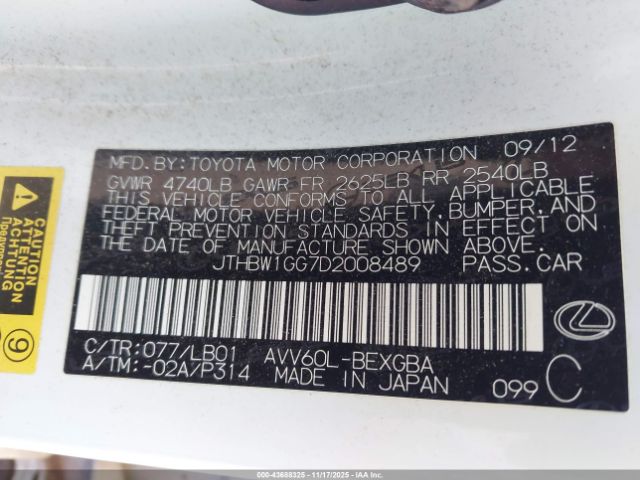 MFD.BY:TOYOTA MOTOR CORPORATION 09/12
GVWR 4740LB GAWR FR 2625LB RR 2540LB
THIS VEHICLE CONFORMS TO ALL APPLICABLE
FEDERAL MOTOR VEHICLE SAFETY, BUMPER, AND
THEFT PREVENTION STANDARDS IN EFFECT ON
THE DATE OF MANUFACTURE SHOWN ABOVE.
JTHBW1GG7D2008489 PASS.CAR
C/TR:077/LB01 AVV60L-BEXGBA
A/TM:-02A/P314 MADE IN JAPAN 099 C
CAUTION
ATTENTION
9
000-43688325 - 11/17/2025 - IAA Inc.